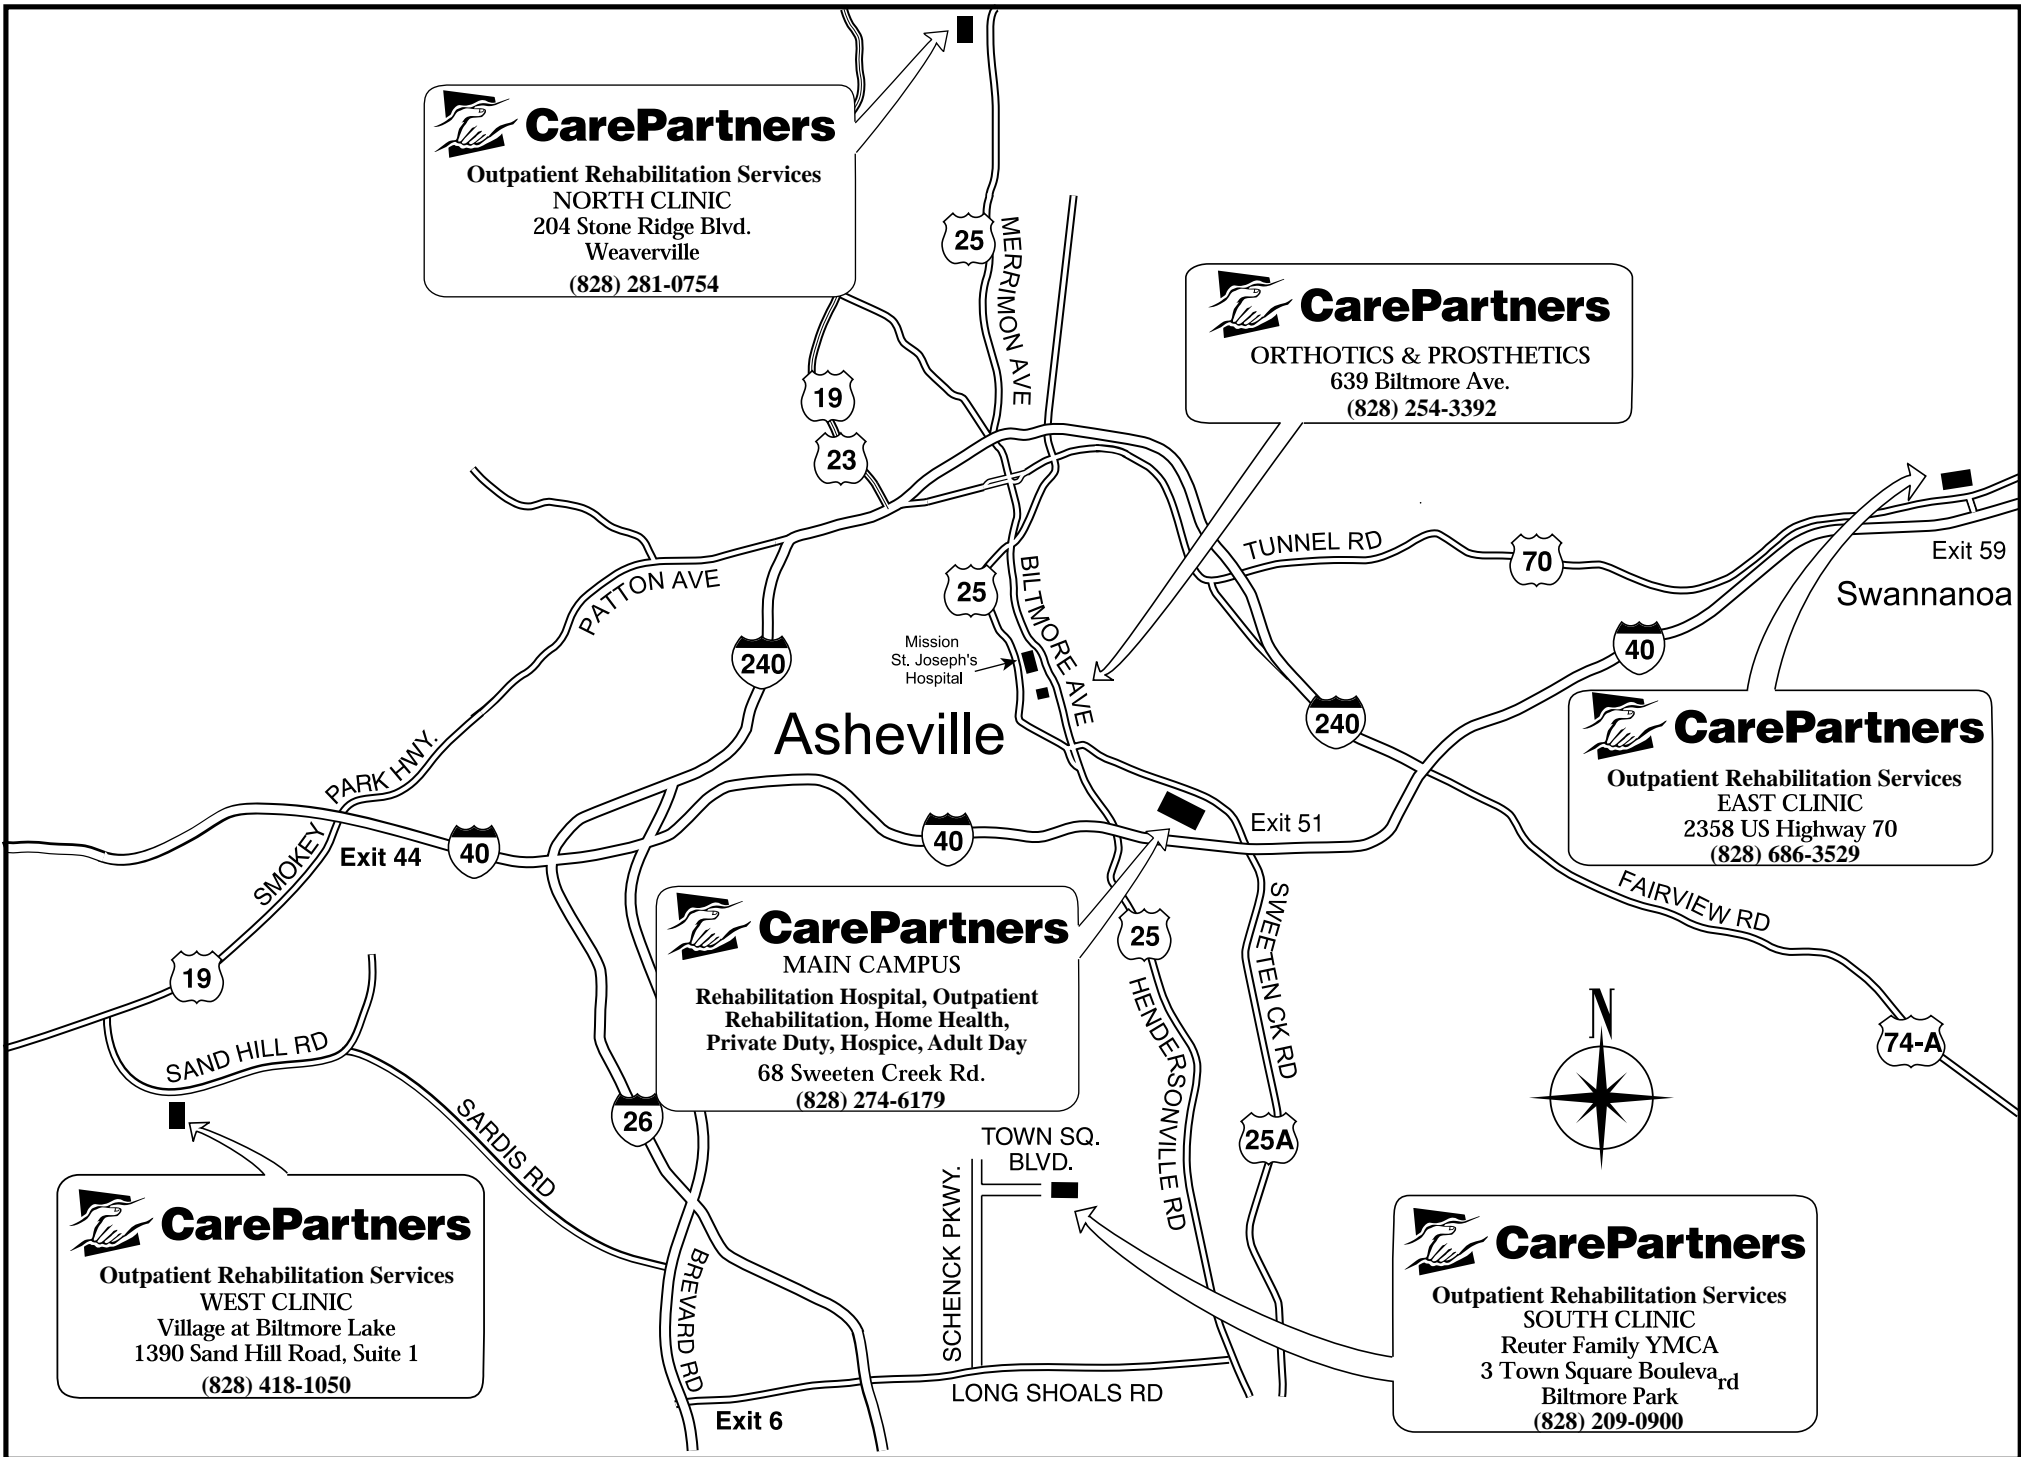 CarePartners
Outpatient Rehabilitation Services
NORTH CLINIC
204 Stone Ridge Blvd.
Weaverville
(828) 281-0754
25
MERRIMON AVE
CarePartners
ORTHOTICS & PROSTHETICS
639 Biltmore Ave.
(828) 254-3392
19
23
TUNNEL RD
70
Exit 59
Swannanoa
PATTON AVE
25
BILTMORE AVE
Mission
St. Joseph's
Hospital
240
40
240
Asheville
CarePartners
Outpatient Rehabilitation Services
EAST CLINIC
2358 US Highway 70
(828) 686-3529
SMOKEY PARK HWY.
Exit 44
40
40
Exit 51
FAIRVIEW RD
19
CarePartners
MAIN CAMPUS
Rehabilitation Hospital, Outpatient
Rehabilitation, Home Health,
Private Duty, Hospice, Adult Day
68 Sweeten Creek Rd.
(828) 274-6179
25
SWEETEN CK RD
HENDERSONVILLE RD
N
74-A
SAND HILL RD
SARDIS RD
26
25A
TOWN SQ.
BLVD.
SCHENCK PKWY.
CarePartners
Outpatient Rehabilitation Services
WEST CLINIC
Village at Biltmore Lake
1390 Sand Hill Road, Suite 1
(828) 418-1050
BREVARD RD
CarePartners
Outpatient Rehabilitation Services
SOUTH CLINIC
Reuter Family YMCA
3 Town Square Boulevard
Biltmore Park
(828) 209-0900
LONG SHOALS RD
Exit 6